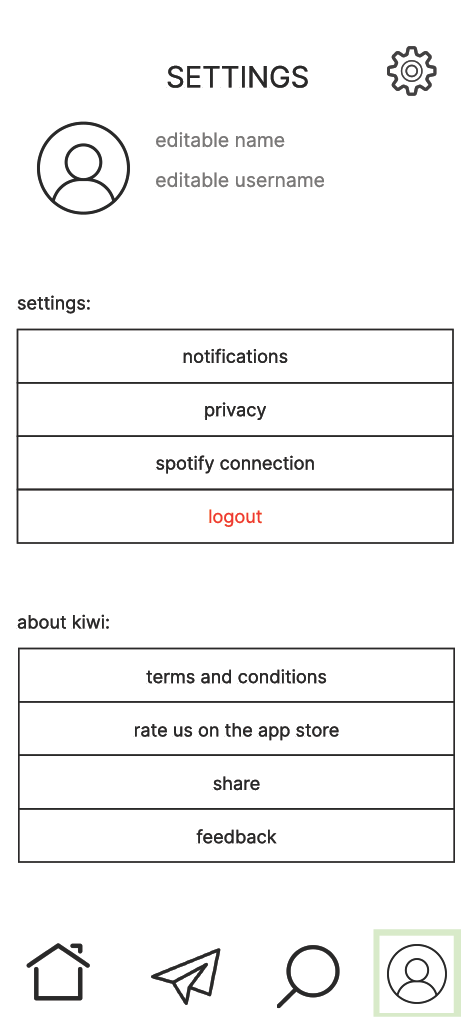 SETTINGS
editable name
editable username
settings:
notifications
privacy
spotify connection
logout
about kiwi:
terms and conditions
rate us on the app store
share
feedback